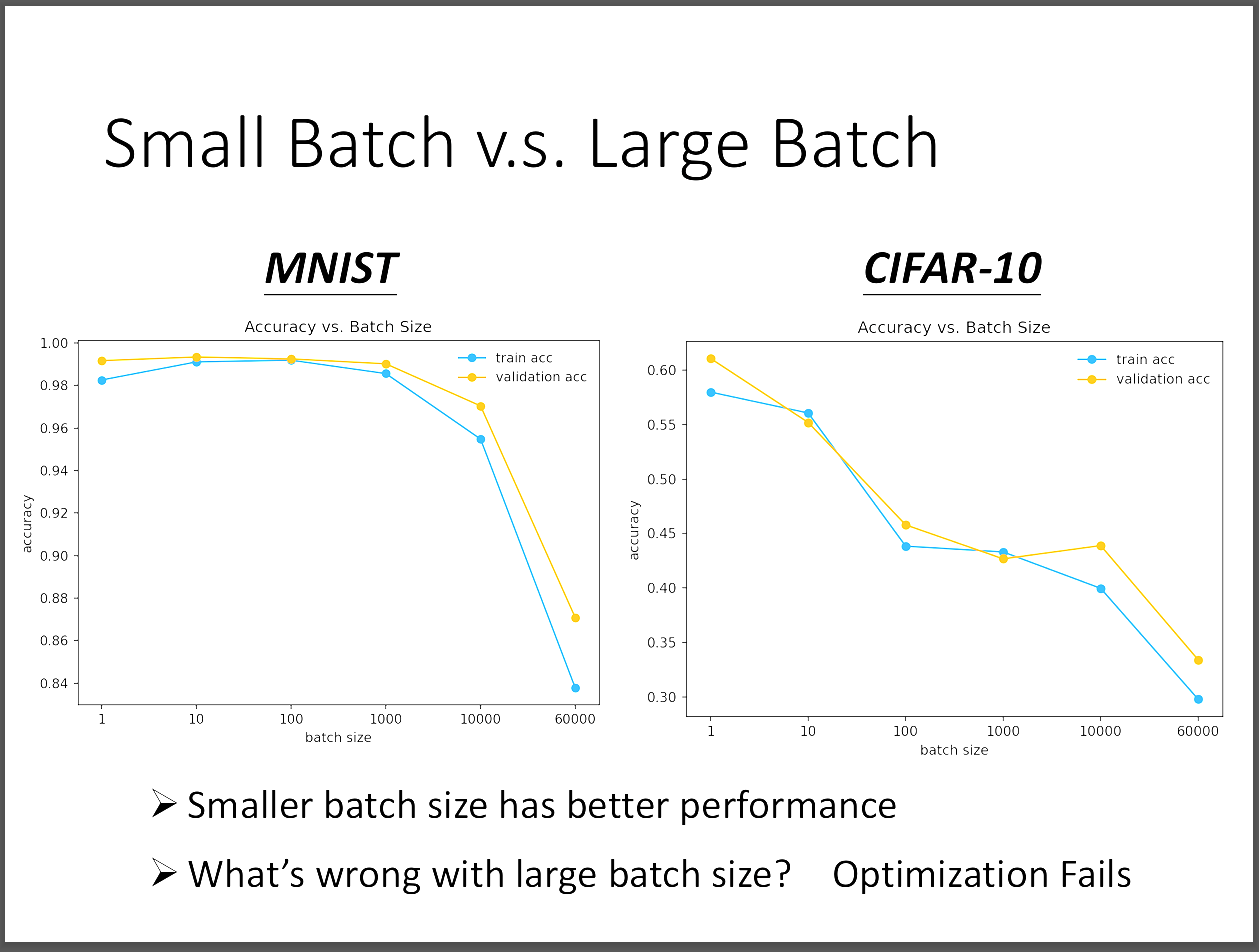 Small Batch v.s. Large Batch
MNIST
Accuracy vs. Batch Size
train acc
validation acc
1.00
0.98
0.96
0.94
0.92
0.90
0.88
0.86
0.84
accuracy
1 10 100 1000 10000 60000
batch size
CIFAR-10
Accuracy vs. Batch Size
train acc
validation acc
0.60
0.55
0.50
0.45
0.40
0.35
0.30
accuracy
1 10 100 1000 10000 60000
batch size
➢ Smaller batch size has better performance
➢ What’s wrong with large batch size? Optimization Fails